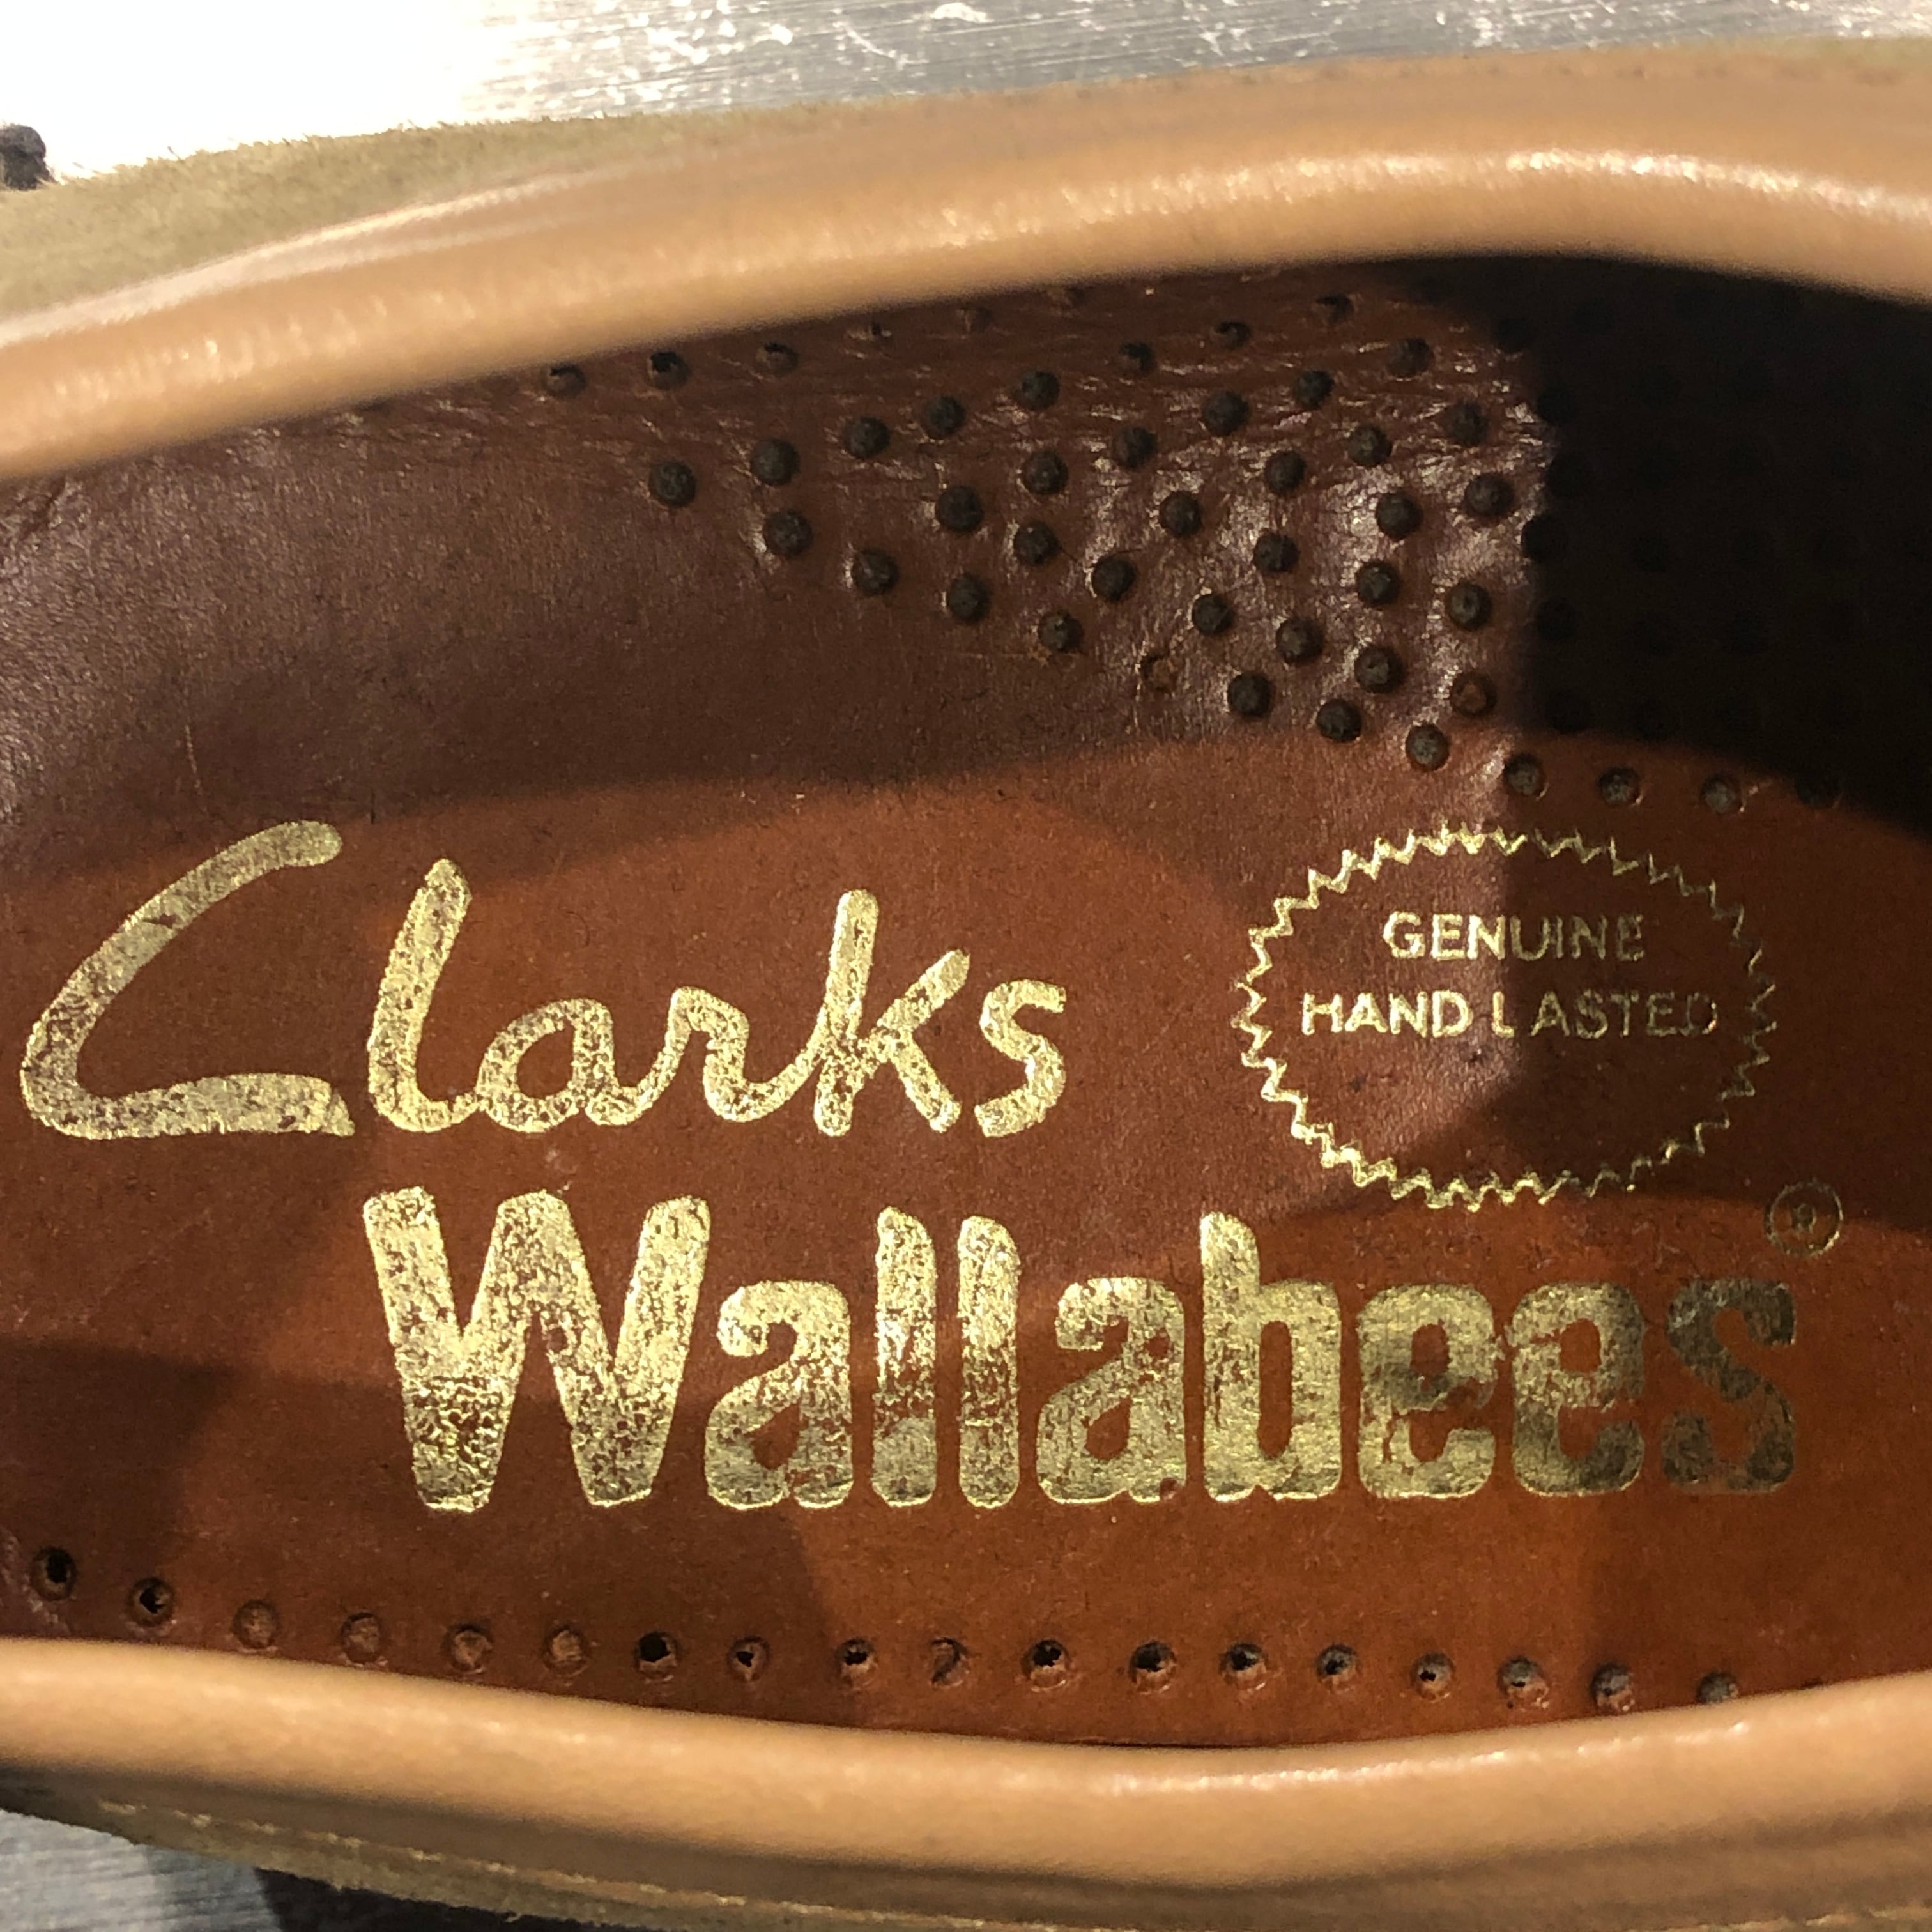 Clarks
GENUINE
HAND LASTED
Wallabees®